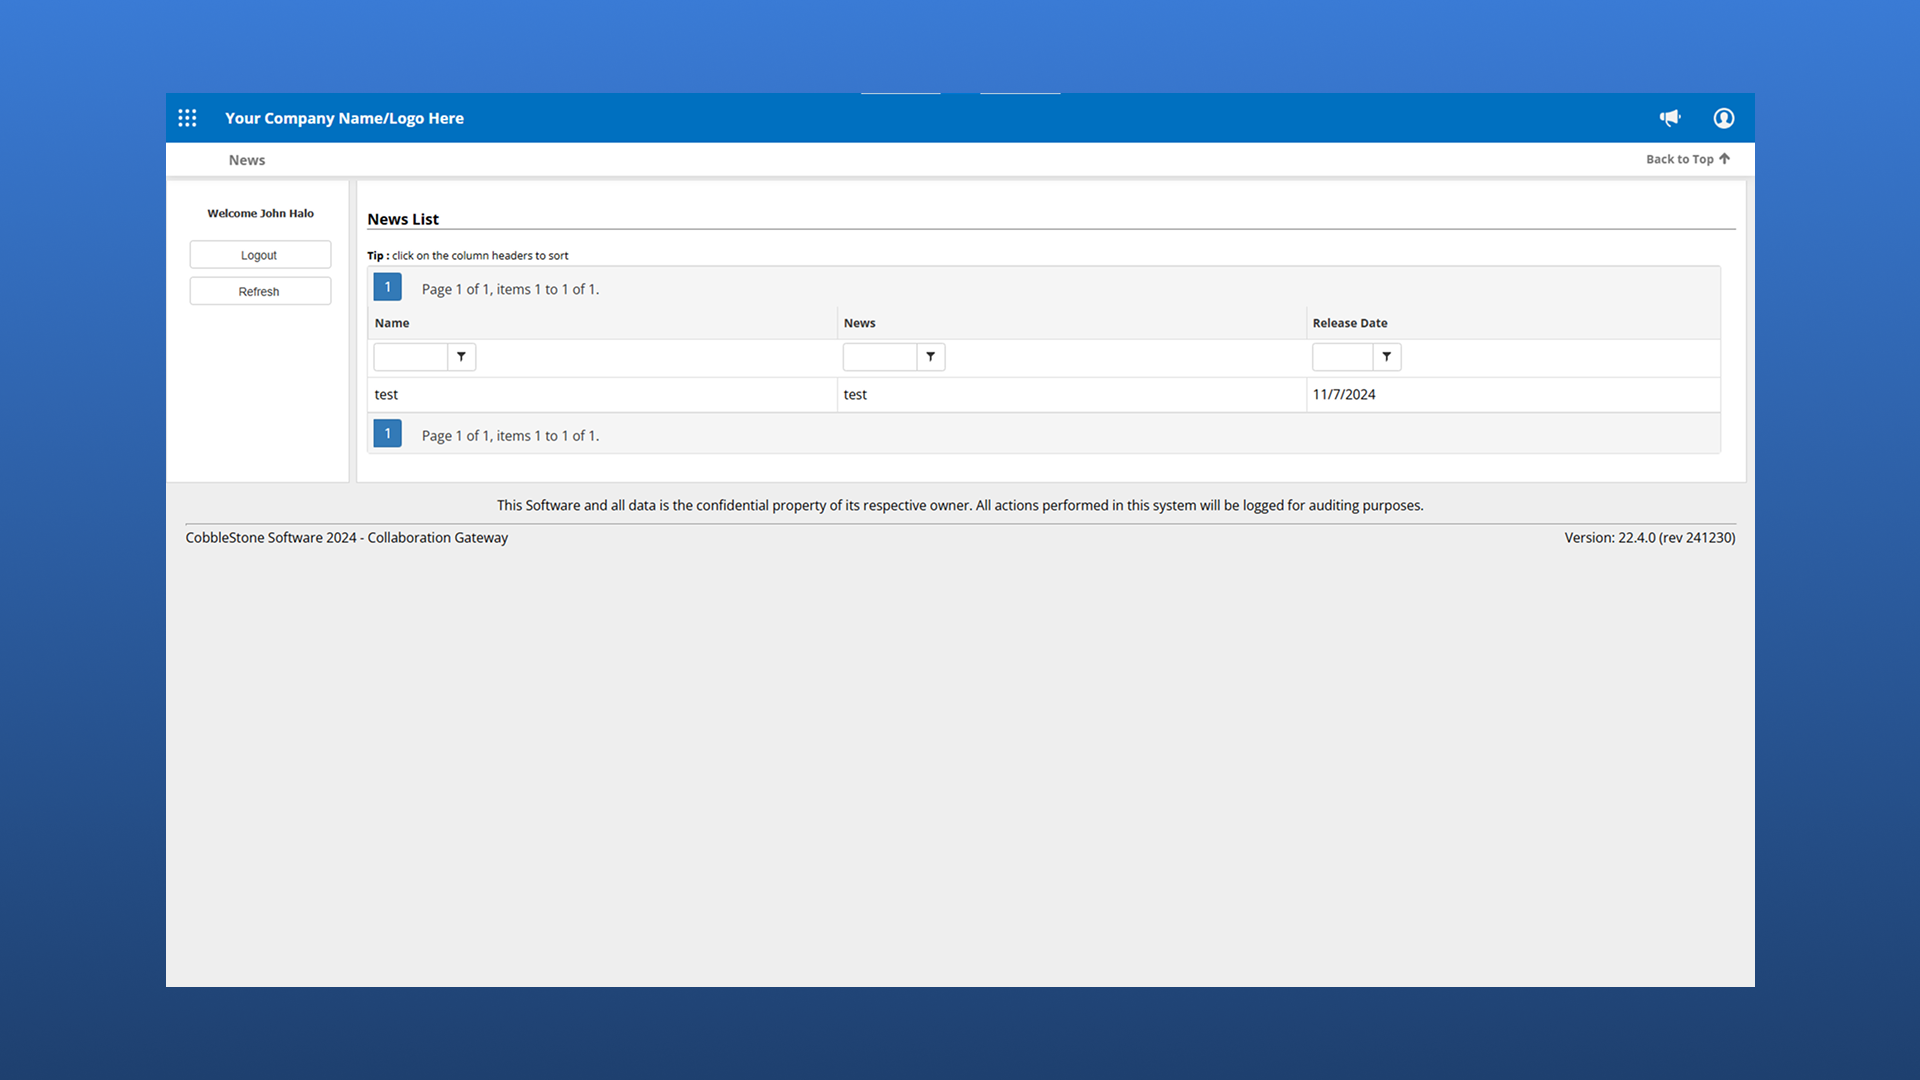 Your Company Name/Logo Here
News
Back to Top
Welcome John Halo
Logout
Refresh
News List
Tip : click on the column headers to sort
1 Page 1 of 1, items 1 to 1 of 1.
Name News Release Date
test test 11/7/2024
1 Page 1 of 1, items 1 to 1 of 1.
This Software and all data is the confidential property of its respective owner. All actions performed in this system will be logged for auditing purposes.
CobbleStone Software 2024 - Collaboration Gateway
Version: 22.4.0 (rev 241230)